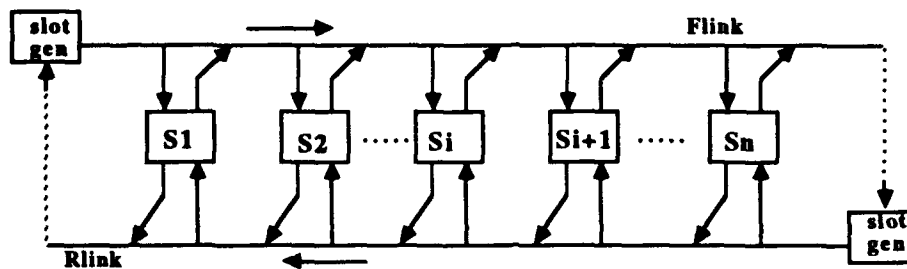 slot
gen
Flink
S1
S2
.....
Si
Si+1
.....
Sn
slot
gen
Rlink